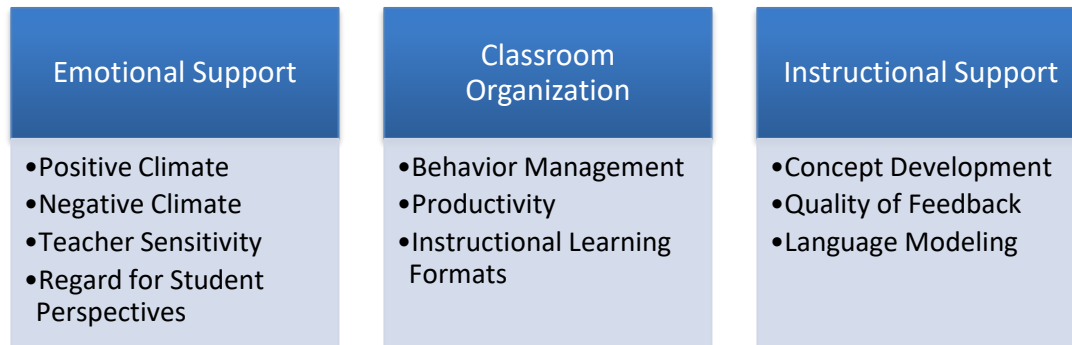 Emotional Support
•Positive Climate
•Negative Climate
•Teacher Sensitivity
•Regard for Student
Perspectives
Classroom
Organization
•Behavior Management
•Productivity
•Instructional Learning
Formats
Instructional Support
•Concept Development
•Quality of Feedback
•Language Modeling